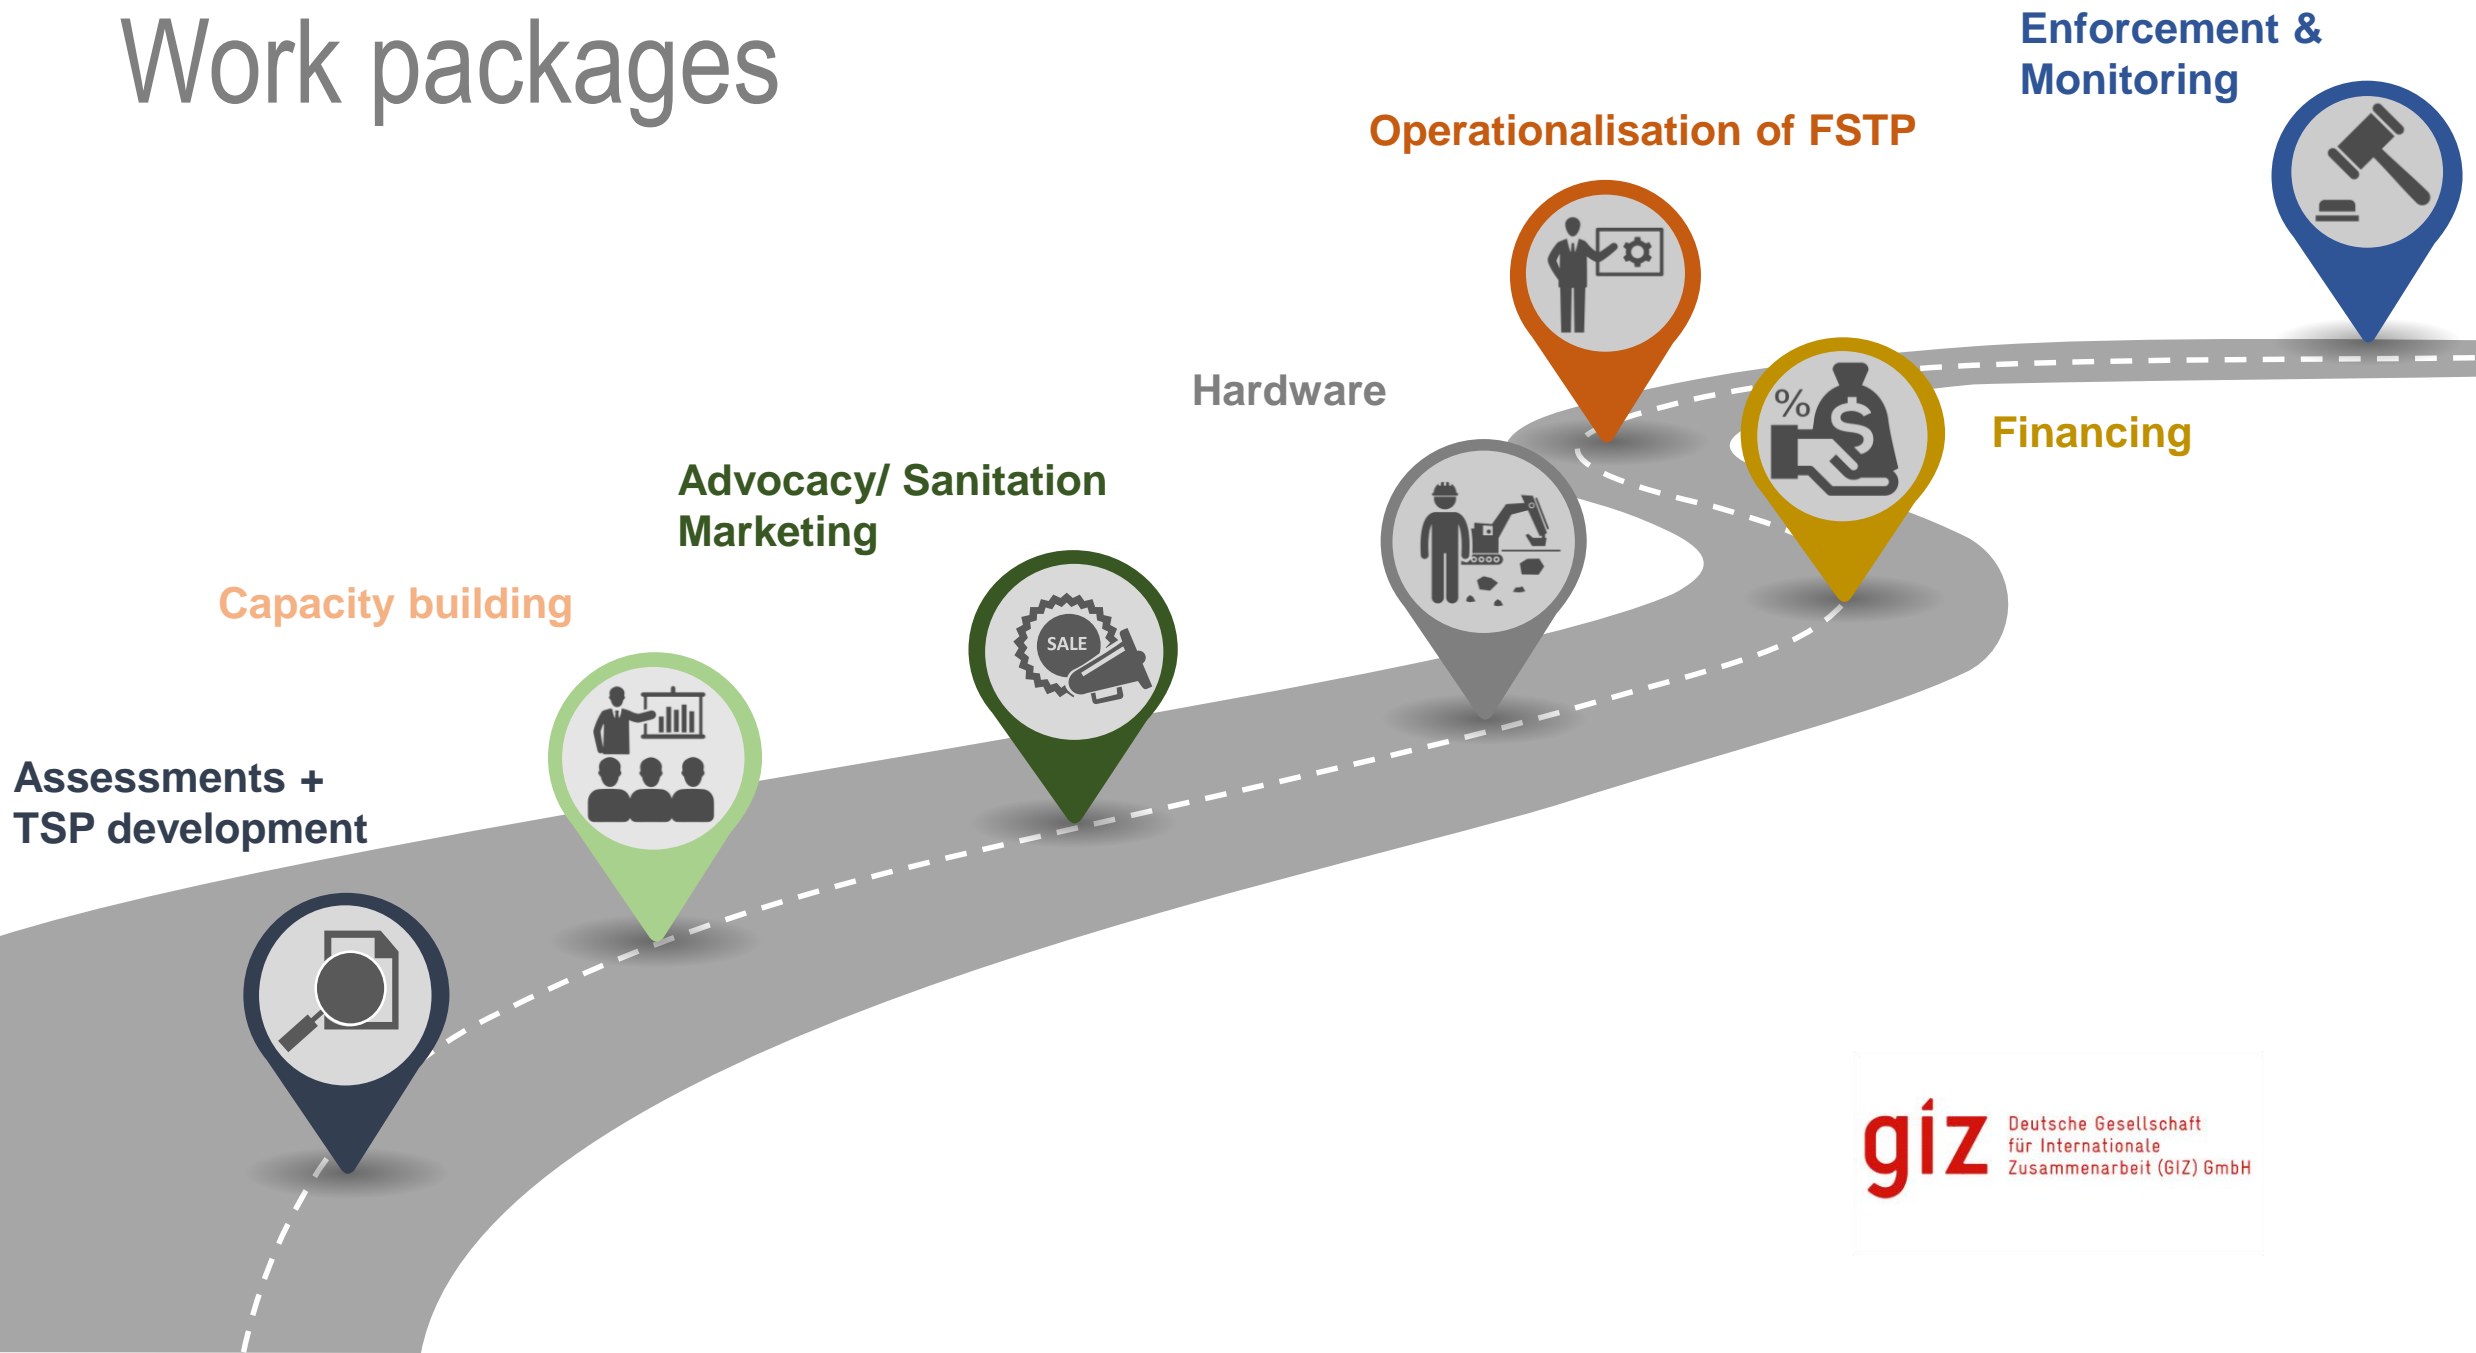 Work packages
Enforcement &
Monitoring
Operationalisation of FSTP
Hardware
%
$
Financing
Advocacy/ Sanitation
Marketing
SALE
Capacity building
Assessments +
TSP development
giz
Deutsche Gesellschaft
für Internationale
Zusammenarbeit (GIZ) GmbH